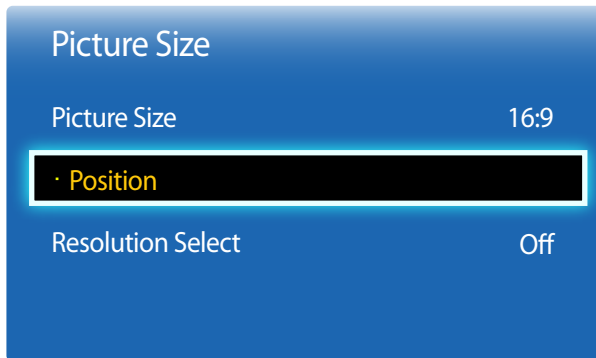 Picture Size
Picture Size 16:9
· Position
Resolution Select Off